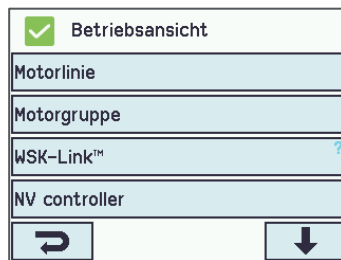 Betriebsansicht
Motorlinie
Motorgruppe
WSK-Link™
?
NV controller